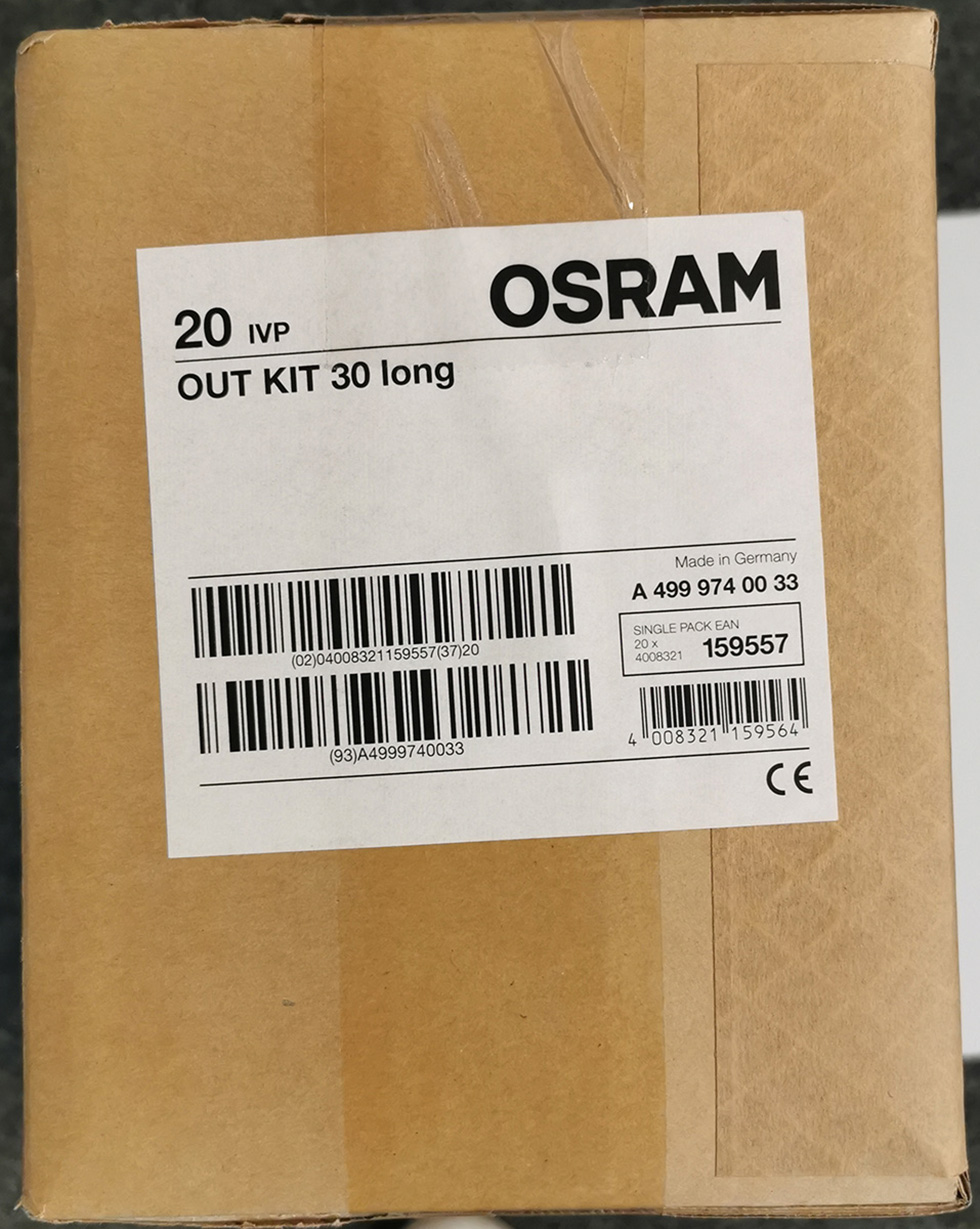 OSRAM
20 IVP
OUT KIT 30 long
Made in Germany
A 499 974 00 33
SINGLE PACK EAN
20 x
4008321 159557
(02)04008321159557(37)20
(93)A4999740033
4 008321 159564
CE